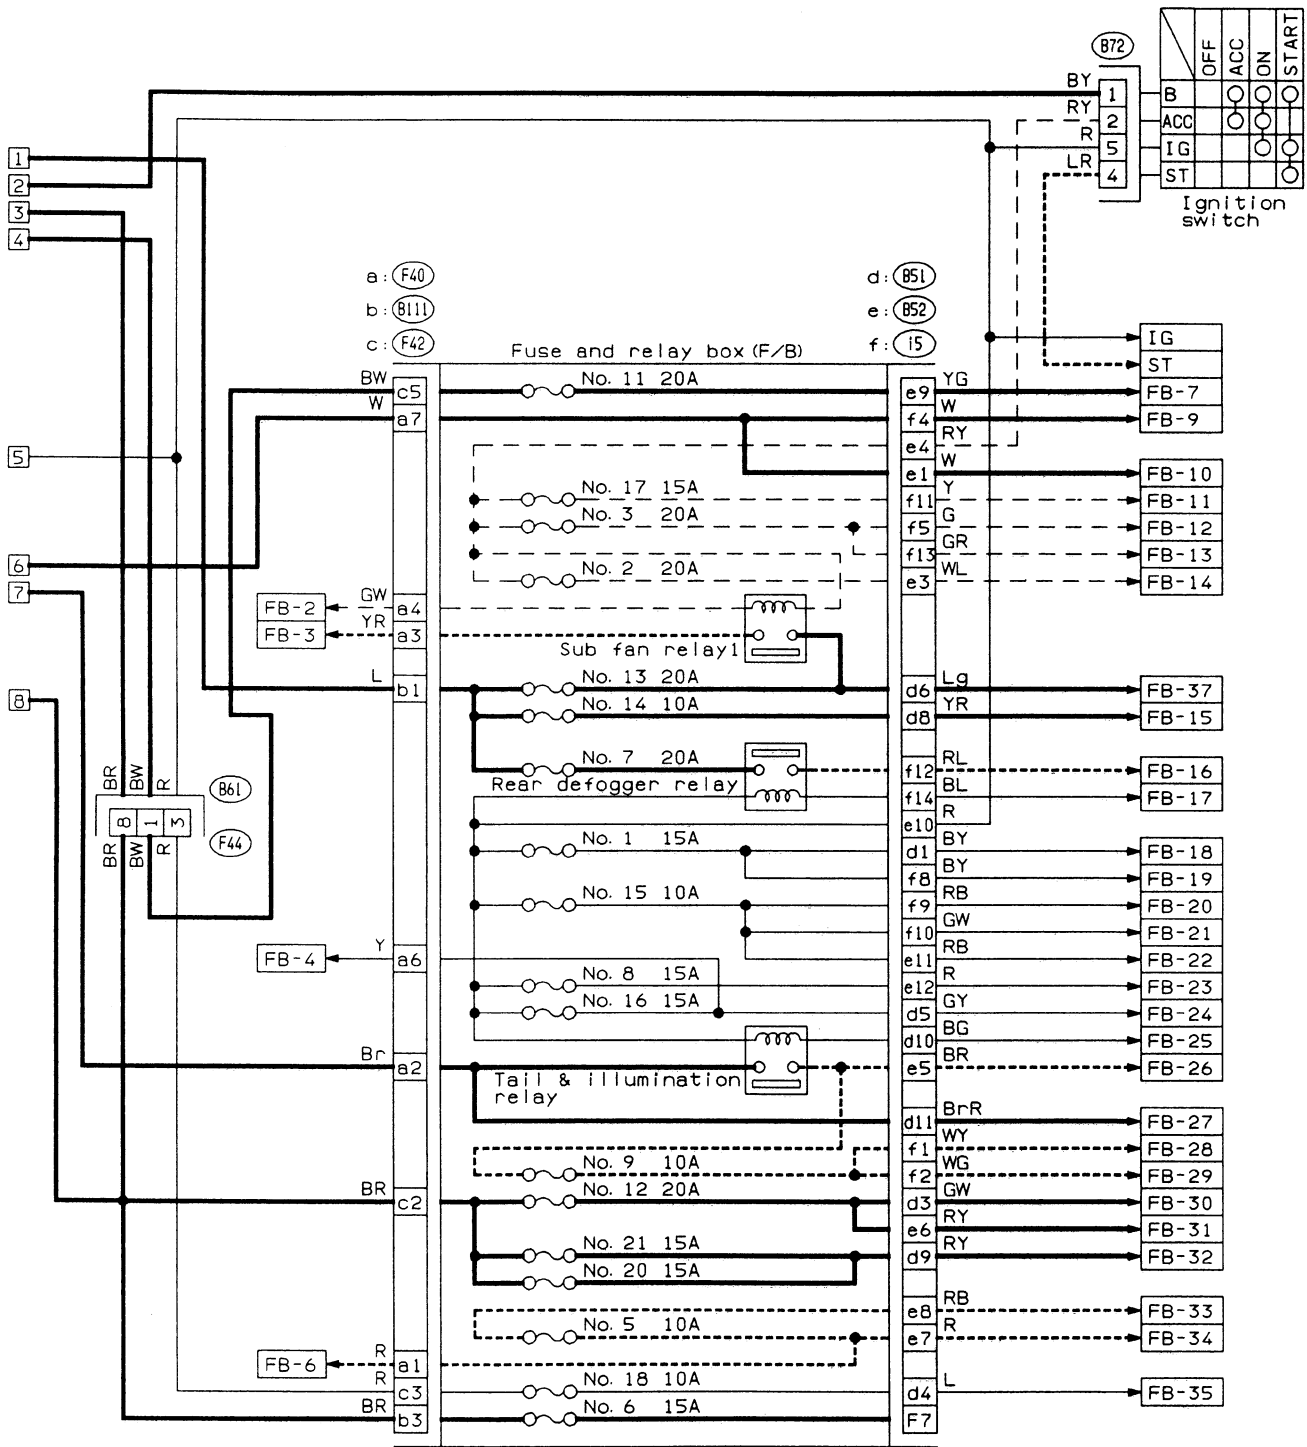 B72
OFF ACC ON START
BY 1 B
RY 2 ACC
R 5 IG
LR 4 ST
Ignition
switch
1
2
3
4
a: F40 d: B51
b: B111 e: B52
c: F42 f: i5
Fuse and relay box (F/B)
IG
ST
BW c5 No. 11 20A e9 YG FB-7
W a7 f4 W FB-9
e4 RY
5
e1 W FB-10
No. 17 15A f11 Y FB-11
No. 3 20A f5 G FB-12
f13 GR FB-13
6
No. 2 20A e3 WL FB-14
7
FB-2 GW a4
FB-3 YR a3 Sub fan relay1
L b1 No. 13 20A d6 Lg FB-37
8
No. 14 10A d8 YR FB-15
No. 7 20A f12 RL FB-16
Rear defogger relay f14 BL FB-17
BR BW R B61
e10 R
8 1 3
BR BW R F44
No. 1 15A d1 BY FB-18
f8 BY FB-19
No. 15 10A f9 RB FB-20
f10 GW FB-21
FB-4 Y a6 e11 RB FB-22
No. 8 15A e12 R FB-23
No. 16 15A d5 GY FB-24
d10 BG FB-25
Br a2 e5 BR FB-26
Tail & illumination
relay
d11 BrR FB-27
f1 WY FB-28
No. 9 10A f2 WG FB-29
BR c2 No. 12 20A d3 GW FB-30
e6 RY FB-31
No. 21 15A d9 RY FB-32
No. 20 15A
e8 RB FB-33
No. 5 10A e7 R FB-34
FB-6 R a1
R c3 No. 18 10A d4 L FB-35
BR b3 No. 6 15A F7